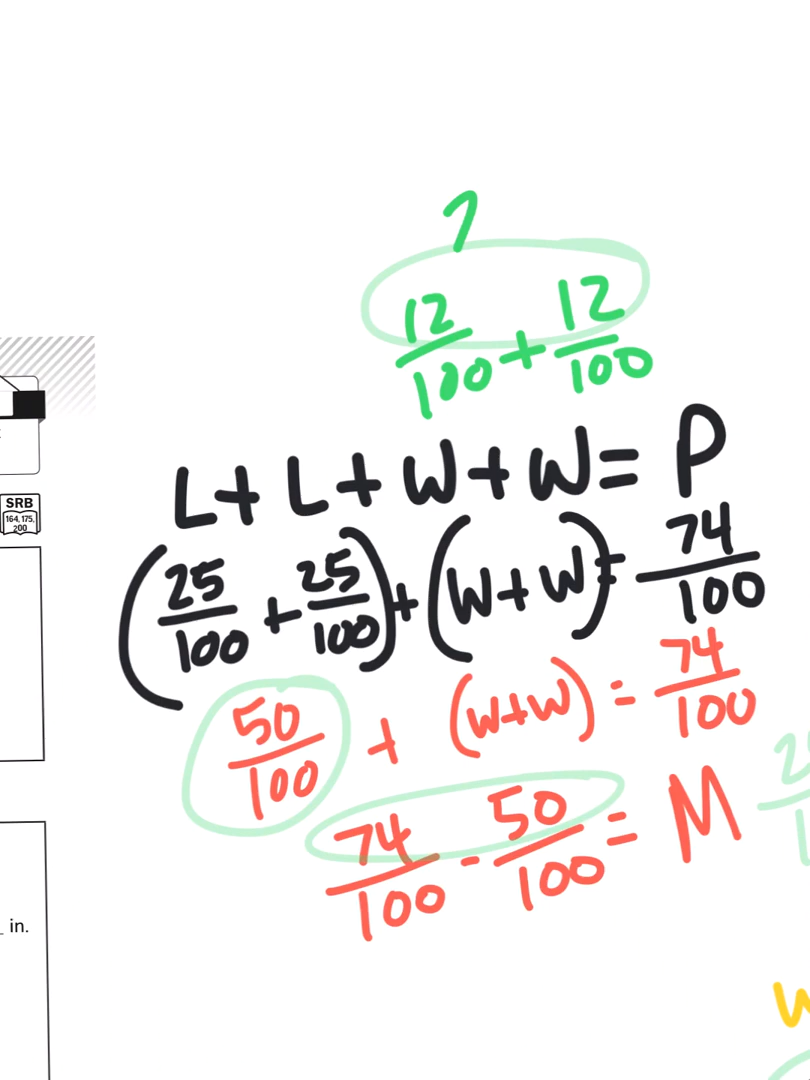 ?
12/100 + 12/100
L + L + W + W = P
SRB
164, 175,
200
(25/100 + 25/100) + (W + W) = 74/100
50/100 + (W + W) = 74/100
74/100 - 50/100 = M
in.
W